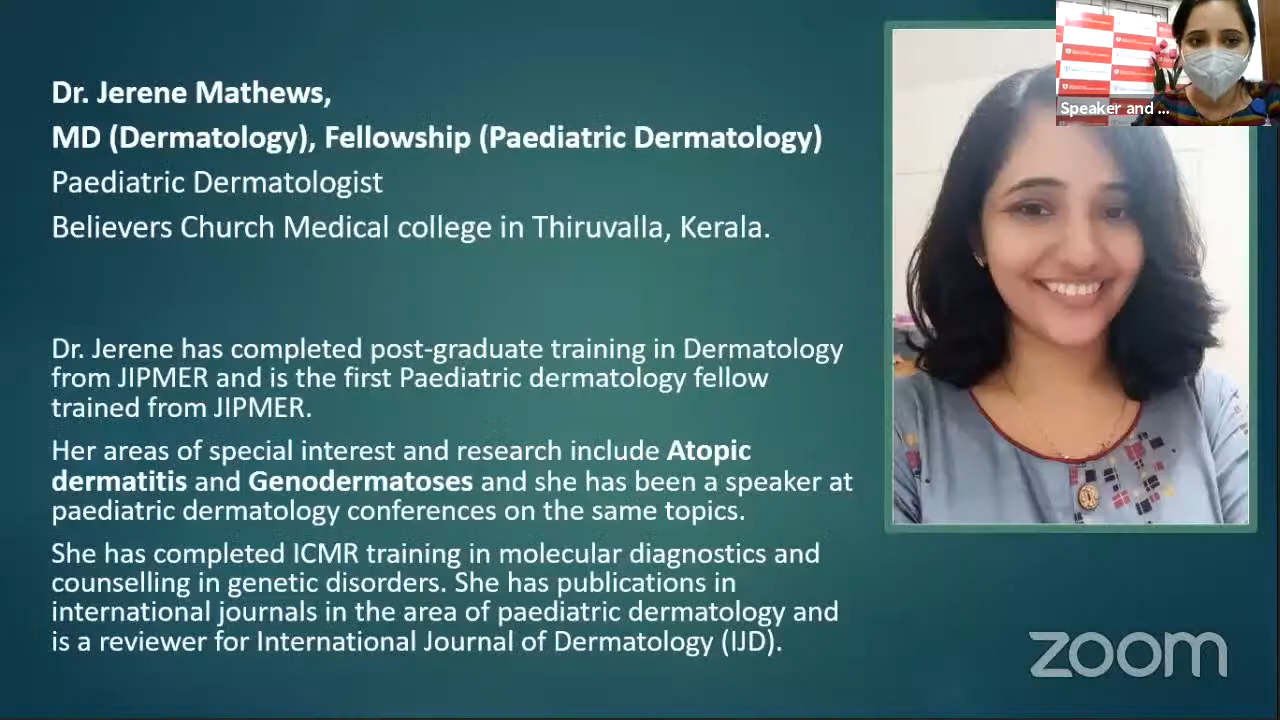 Dr. Jerene Mathews,
MD (Dermatology), Fellowship (Paediatric Dermatology)
Paediatric Dermatologist
Believers Church Medical college in Thiruvalla, Kerala.
Dr. Jerene has completed post-graduate training in Dermatology
from JIPMER and is the first Paediatric dermatology fellow
trained from JIPMER.
Her areas of special interest and research include Atopic
dermatitis and Genodermatoses and she has been a speaker at
paediatric dermatology conferences on the same topics.
She has completed ICMR training in molecular diagnostics and
counselling in genetic disorders. She has publications in
international journals in the area of paediatric dermatology and
is a reviewer for International Journal of Dermatology (IJD).
Speaker and ...
zoom